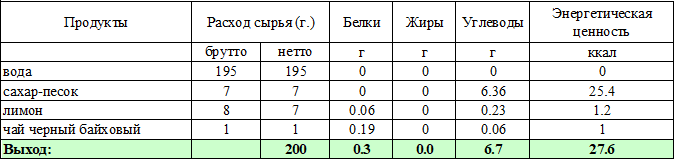 Продукты Расход сырья (г.) Белки Жиры Углеводы Энергетическая ценность
брутто нетто г г г ккал
вода 195 195 0 0 0 0
сахар-песок 7 7 0 0 6.36 25.4
лимон 8 7 0.06 0 0.23 1.2
чай черный байховый 1 1 0.19 0 0.06 1
Выход: 200 0.3 0.0 6.7 27.6